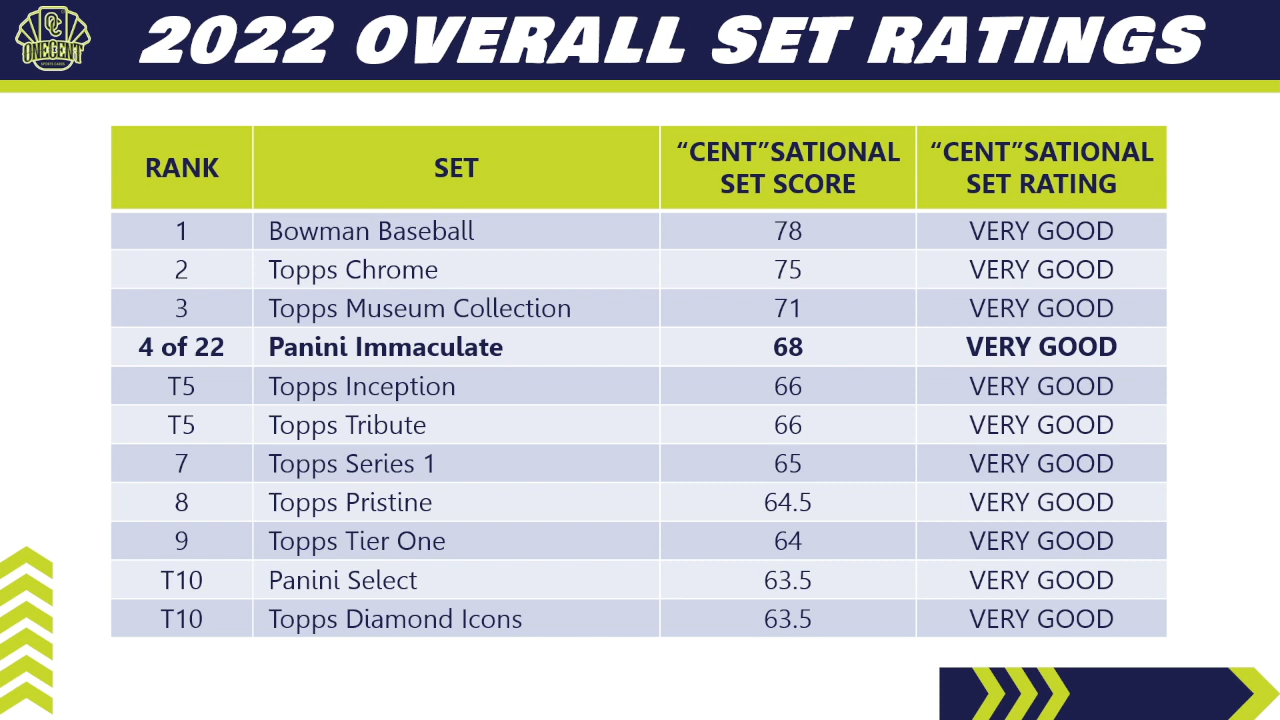 OC
ONECENT
SPORTS CARDS
2022 OVERALL SET RATINGS
RANK SET "CENT"SATIONAL SET SCORE "CENT"SATIONAL SET RATING
1 Bowman Baseball 78 VERY GOOD
2 Topps Chrome 75 VERY GOOD
3 Topps Museum Collection 71 VERY GOOD
4 of 22 Panini Immaculate 68 VERY GOOD
T5 Topps Inception 66 VERY GOOD
T5 Topps Tribute 66 VERY GOOD
7 Topps Series 1 65 VERY GOOD
8 Topps Pristine 64.5 VERY GOOD
9 Topps Tier One 64 VERY GOOD
T10 Panini Select 63.5 VERY GOOD
T10 Topps Diamond Icons 63.5 VERY GOOD